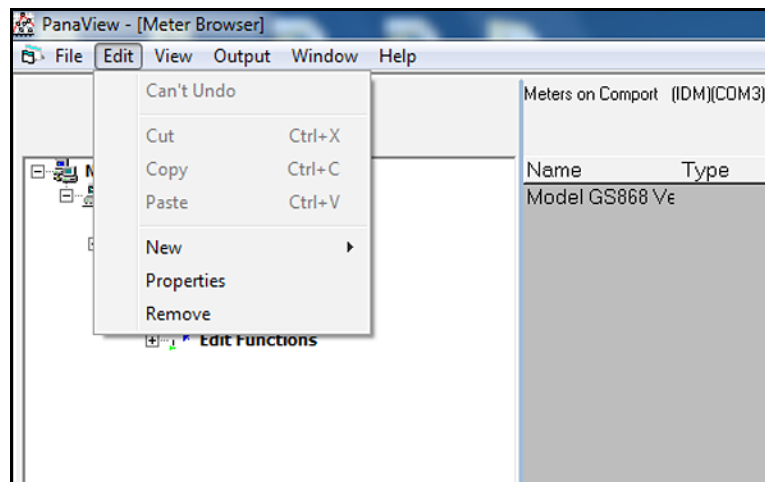 PanaView - [Meter Browser]
File Edit View Output Window Help
Can't Undo
Cut Ctrl+X
Copy Ctrl+C
Paste Ctrl+V
New
Properties
Remove
Edit Functions
Meters on Comport (IDM)(COM3)
Name Type
Model GS868 Ve